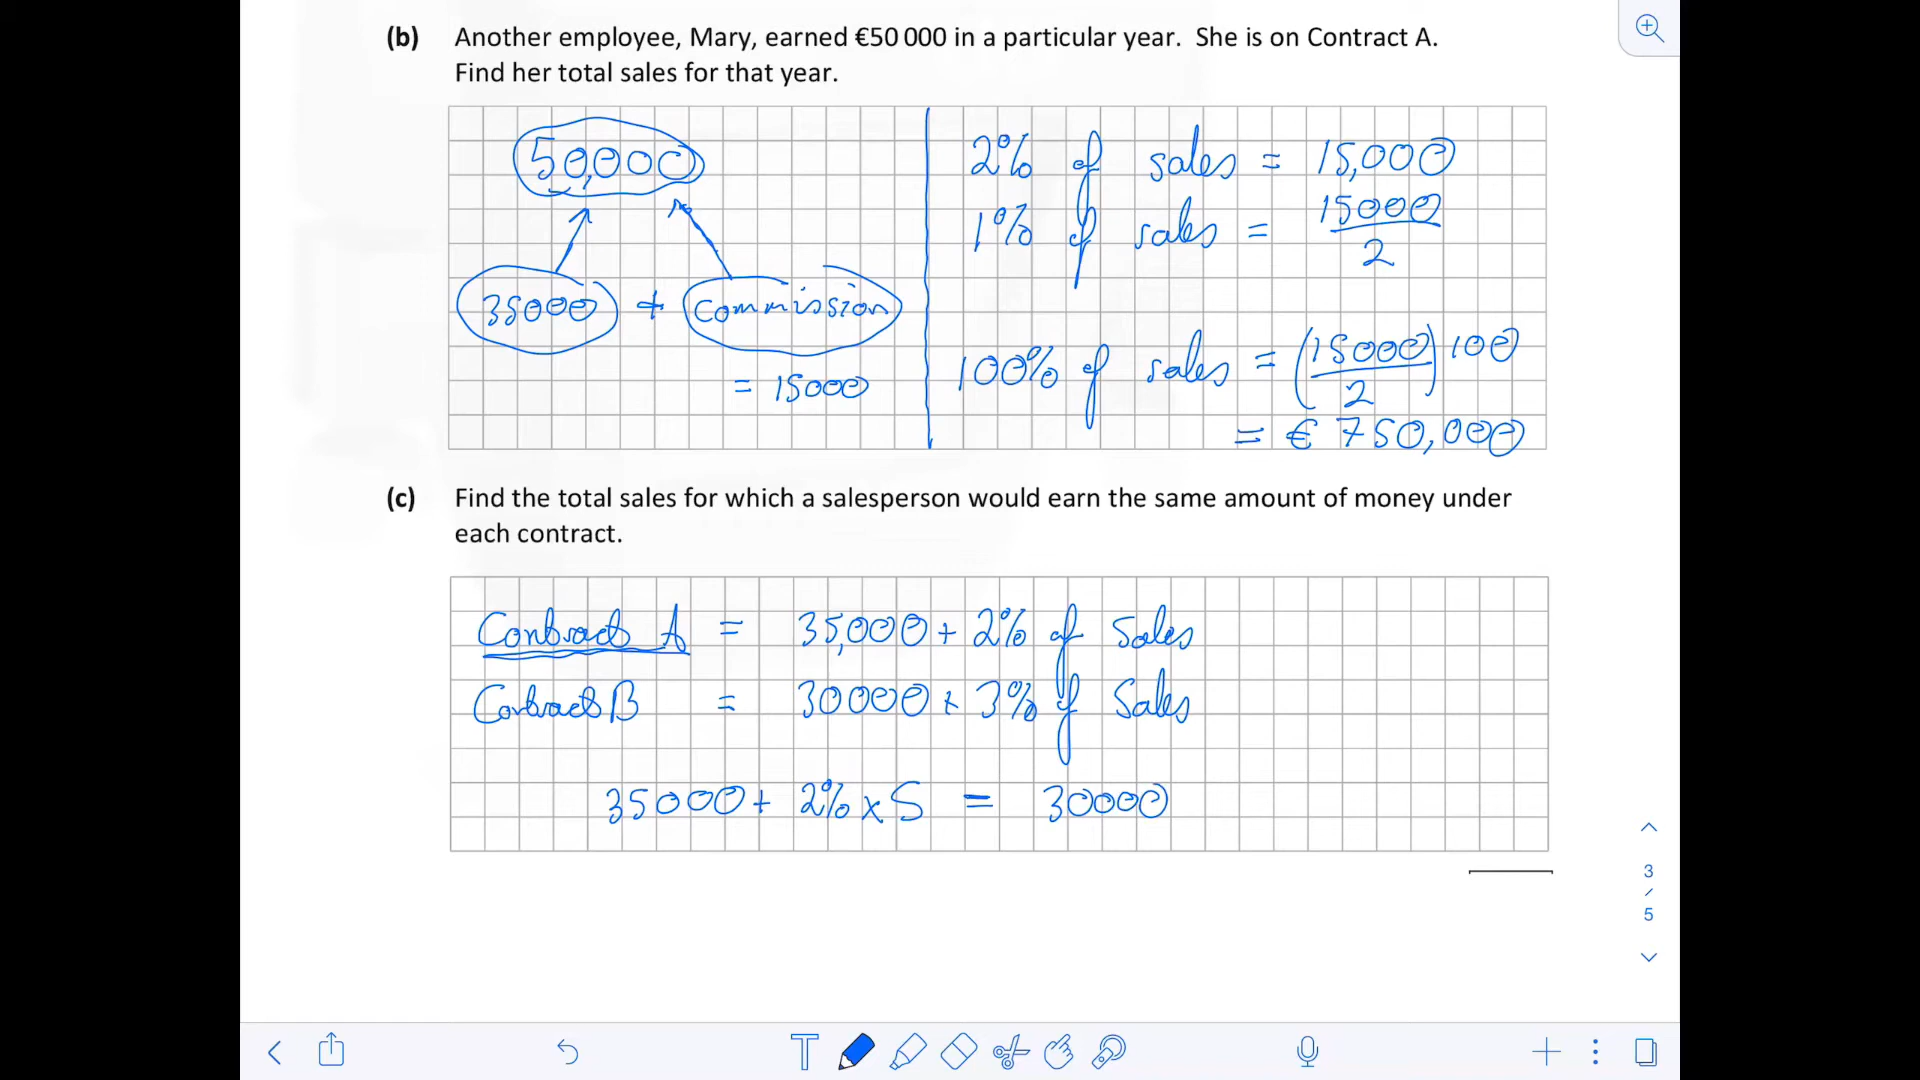 (b) Another employee, Mary, earned €50 000 in a particular year. She is on Contract A.
Find her total sales for that year.
50,000
35000 + Commission
= 15000
2% of sales = 15,000
1% of sales = 15000/2
100% of sales = (15000/2) 100
= € 750,000
(c) Find the total sales for which a salesperson would earn the same amount of money under
each contract.
Contract A = 35,000 + 2% of Sales
Contract B = 30000 + 3% of Sales
35000 + 2% x S = 30000
3
/
5
T